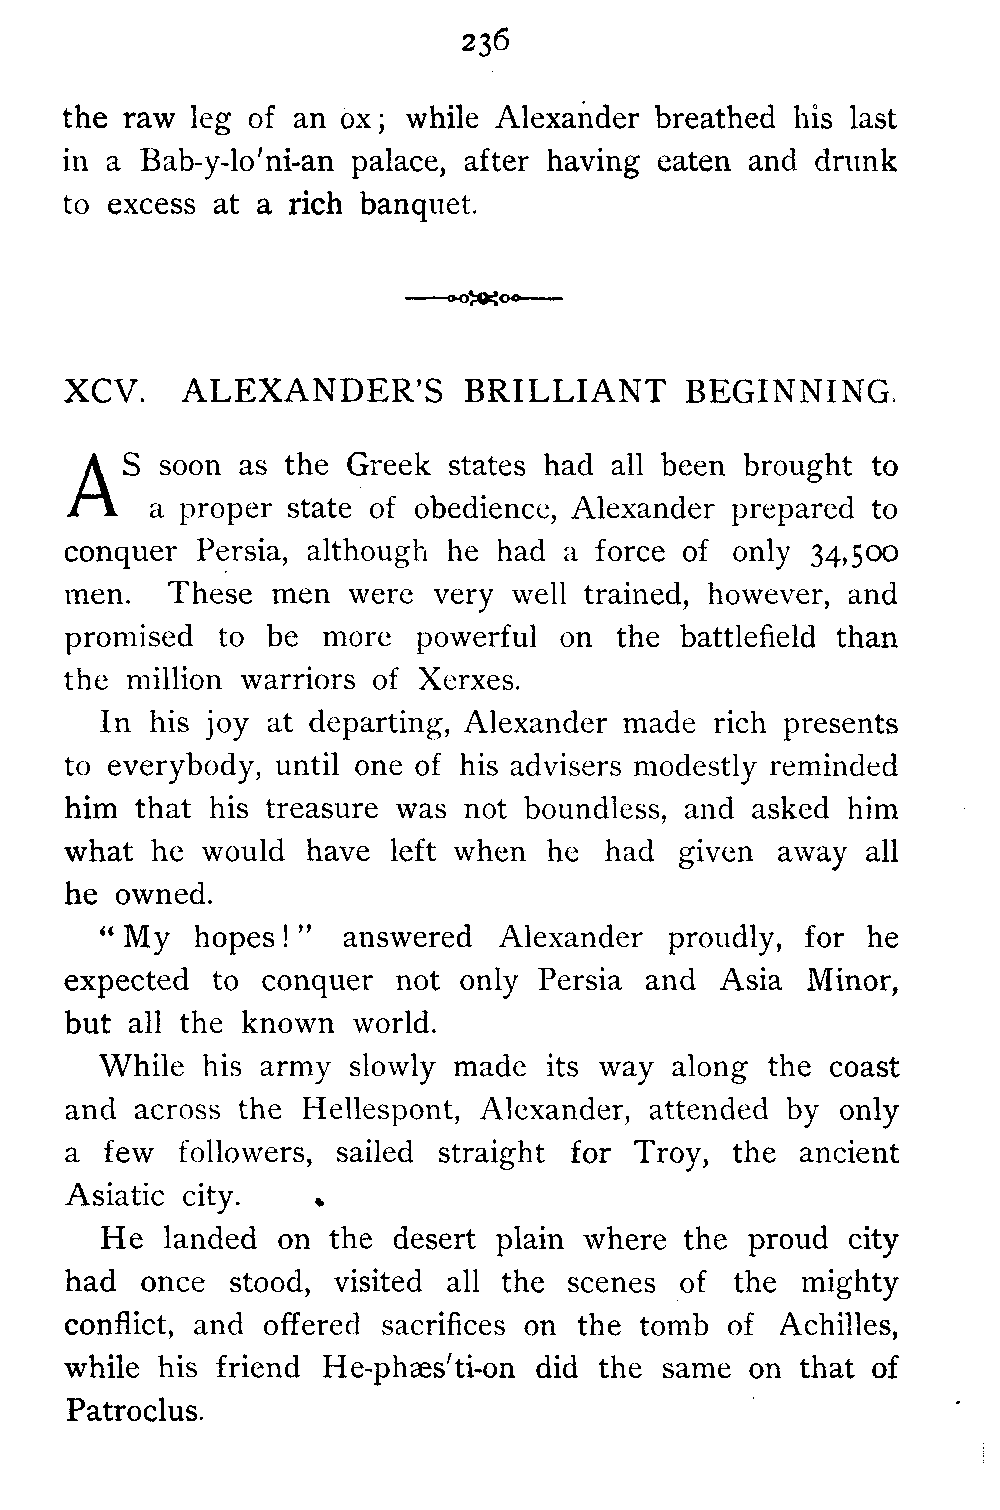 236
the raw leg of an ox; while Alexander breathed his last
in a Bab-y-lo'ni-an palace, after having eaten and drunk
to excess at a rich banquet.
XCV. ALEXANDER'S BRILLIANT BEGINNING.
AS soon as the Greek states had all been brought to
a proper state of obedience, Alexander prepared to
conquer Persia, although he had a force of only 34,500
men. These men were very well trained, however, and
promised to be more powerful on the battlefield than
the million warriors of Xerxes.
In his joy at departing, Alexander made rich presents
to everybody, until one of his advisers modestly reminded
him that his treasure was not boundless, and asked him
what he would have left when he had given away all
he owned.
"My hopes!" answered Alexander proudly, for he
expected to conquer not only Persia and Asia Minor,
but all the known world.
While his army slowly made its way along the coast
and across the Hellespont, Alexander, attended by only
a few followers, sailed straight for Troy, the ancient
Asiatic city.
He landed on the desert plain where the proud city
had once stood, visited all the scenes of the mighty
conflict, and offered sacrifices on the tomb of Achilles,
while his friend He-phæs'ti-on did the same on that of
Patroclus.